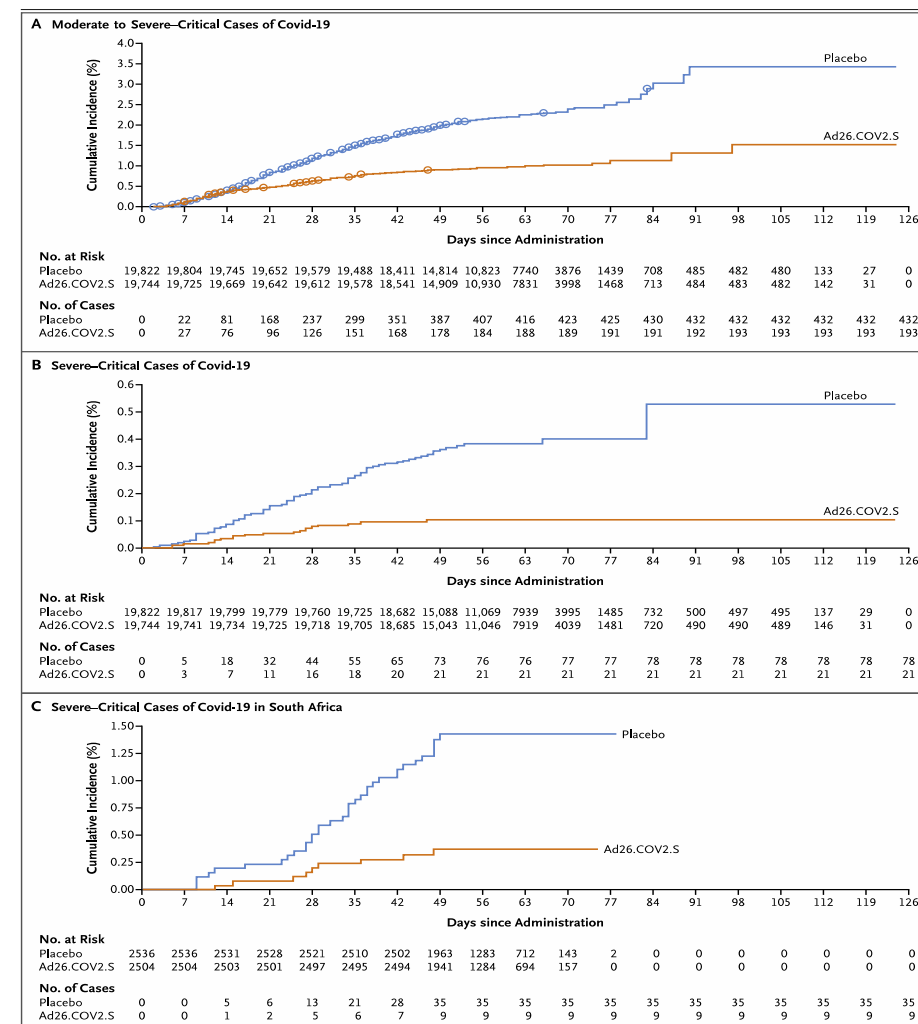 A Moderate to Severe–Critical Cases of Covid-19
Cumulative Incidence (%)
4.0
3.5
3.0
2.5
2.0
1.5
1.0
0.5
0.0
Placebo
Ad26.COV2.S
0 7 14 21 28 35 42 49 56 63 70 77 84 91 98 105 112 119 126
Days since Administration
No. at Risk
Placebo 19,822 19,804 19,745 19,652 19,579 19,488 18,411 14,814 10,823 7740 3876 1439 708 485 482 480 133 27 0
Ad26.COV2.S 19,744 19,725 19,669 19,642 19,612 19,578 18,541 14,909 10,930 7831 3998 1468 713 484 483 482 142 31 0
No. of Cases
Placebo 0 22 81 168 237 299 351 387 407 416 423 425 430 432 432 432 432 432 432
Ad26.COV2.S 0 27 76 96 126 151 168 178 184 188 189 191 191 192 193 193 193 193 193
B Severe–Critical Cases of Covid-19
Cumulative Incidence (%)
0.6
0.5
0.4
0.3
0.2
0.1
0.0
Placebo
Ad26.COV2.S
0 7 14 21 28 35 42 49 56 63 70 77 84 91 98 105 112 119 126
Days since Administration
No. at Risk
Placebo 19,822 19,817 19,799 19,779 19,760 19,725 18,682 15,088 11,069 7939 3995 1485 732 500 497 495 137 29 0
Ad26.COV2.S 19,744 19,741 19,734 19,725 19,718 19,705 18,685 15,043 11,046 7919 4039 1481 720 490 490 489 146 31 0
No. of Cases
Placebo 0 5 18 32 44 55 65 73 76 76 77 77 78 78 78 78 78 78 78
Ad26.COV2.S 0 3 7 11 16 18 20 21 21 21 21 21 21 21 21 21 21 21 21
C Severe–Critical Cases of Covid-19 in South Africa
Cumulative Incidence (%)
1.50
1.25
1.00
0.75
0.50
0.25
0.00
Placebo
Ad26.COV2.S
0 7 14 21 28 35 42 49 56 63 70 77 84 91 98 105 112 119 126
Days since Administration
No. at Risk
Placebo 2536 2536 2531 2528 2521 2510 2502 1963 1283 712 143 2 0 0 0 0 0 0 0
Ad26.COV2.S 2504 2504 2503 2501 2497 2495 2494 1941 1284 694 157 0 0 0 0 0 0 0 0
No. of Cases
Placebo 0 0 5 6 13 21 28 35 35 35 35 35 35 35 35 35 35 35 35
Ad26.COV2.S 0 0 1 2 5 6 7 9 9 9 9 9 9 9 9 9 9 9 9